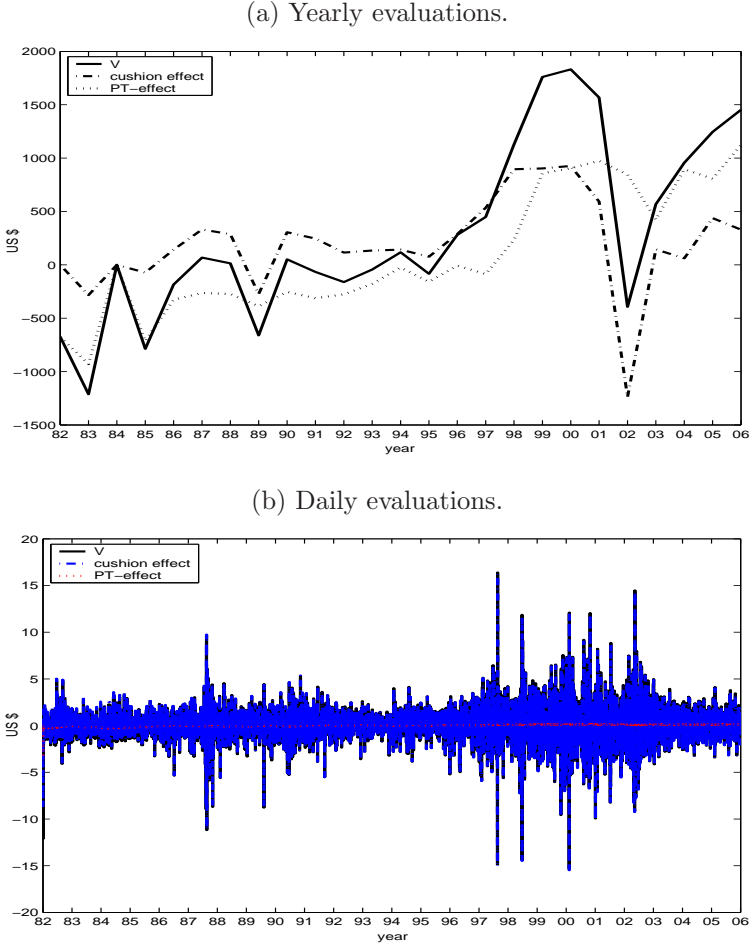 (a) Yearly evaluations.
2000
1500
1000
500
0
−500
−1000
−1500
US $
V
cushion effect
PT−effect
82 83 84 85 86 87 88 89 90 91 92 93 94 95 96 97 98 99 00 01 02 03 04 05 06
year
(b) Daily evaluations.
20
15
10
5
0
−5
−10
−15
−20
US $
V
cushion effect
PT−effect
82 83 84 85 86 87 88 89 90 91 92 93 94 95 96 97 98 99 00 01 02 03 04 05 06
year